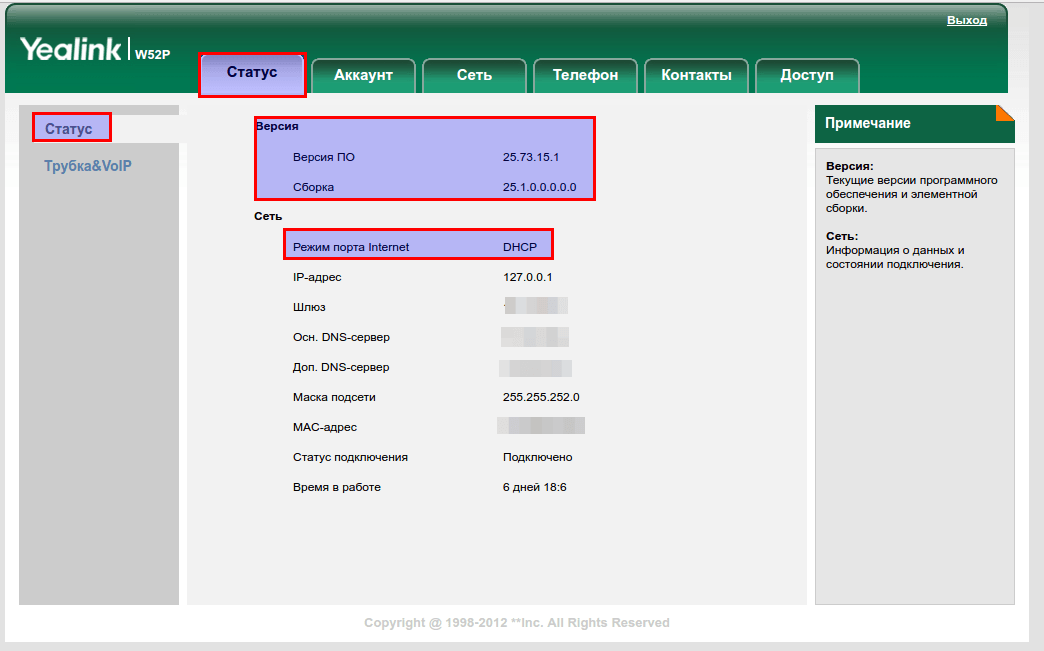 Выход
Yealink W52P
Статус Аккаунт Сеть Телефон Контакты Доступ
Статус
Трубка&VoIP
Версия
Версия ПО 25.73.15.1
Сборка 25.1.0.0.0.0.0
Сеть
Режим порта Internet DHCP
IP-адрес 127.0.0.1
Шлюз
Осн. DNS-сервер
Доп. DNS-сервер
Маска подсети 255.255.252.0
MAC-адрес
Статус подключения Подключено
Время в работе 6 дней 18:6
Примечание
Версия:
Текущие версии программного
обеспечения и элементной
сборки.
Сеть:
Информация о данных и
состоянии подключения.
Copyright @ 1998-2012 **Inc. All Rights Reserved